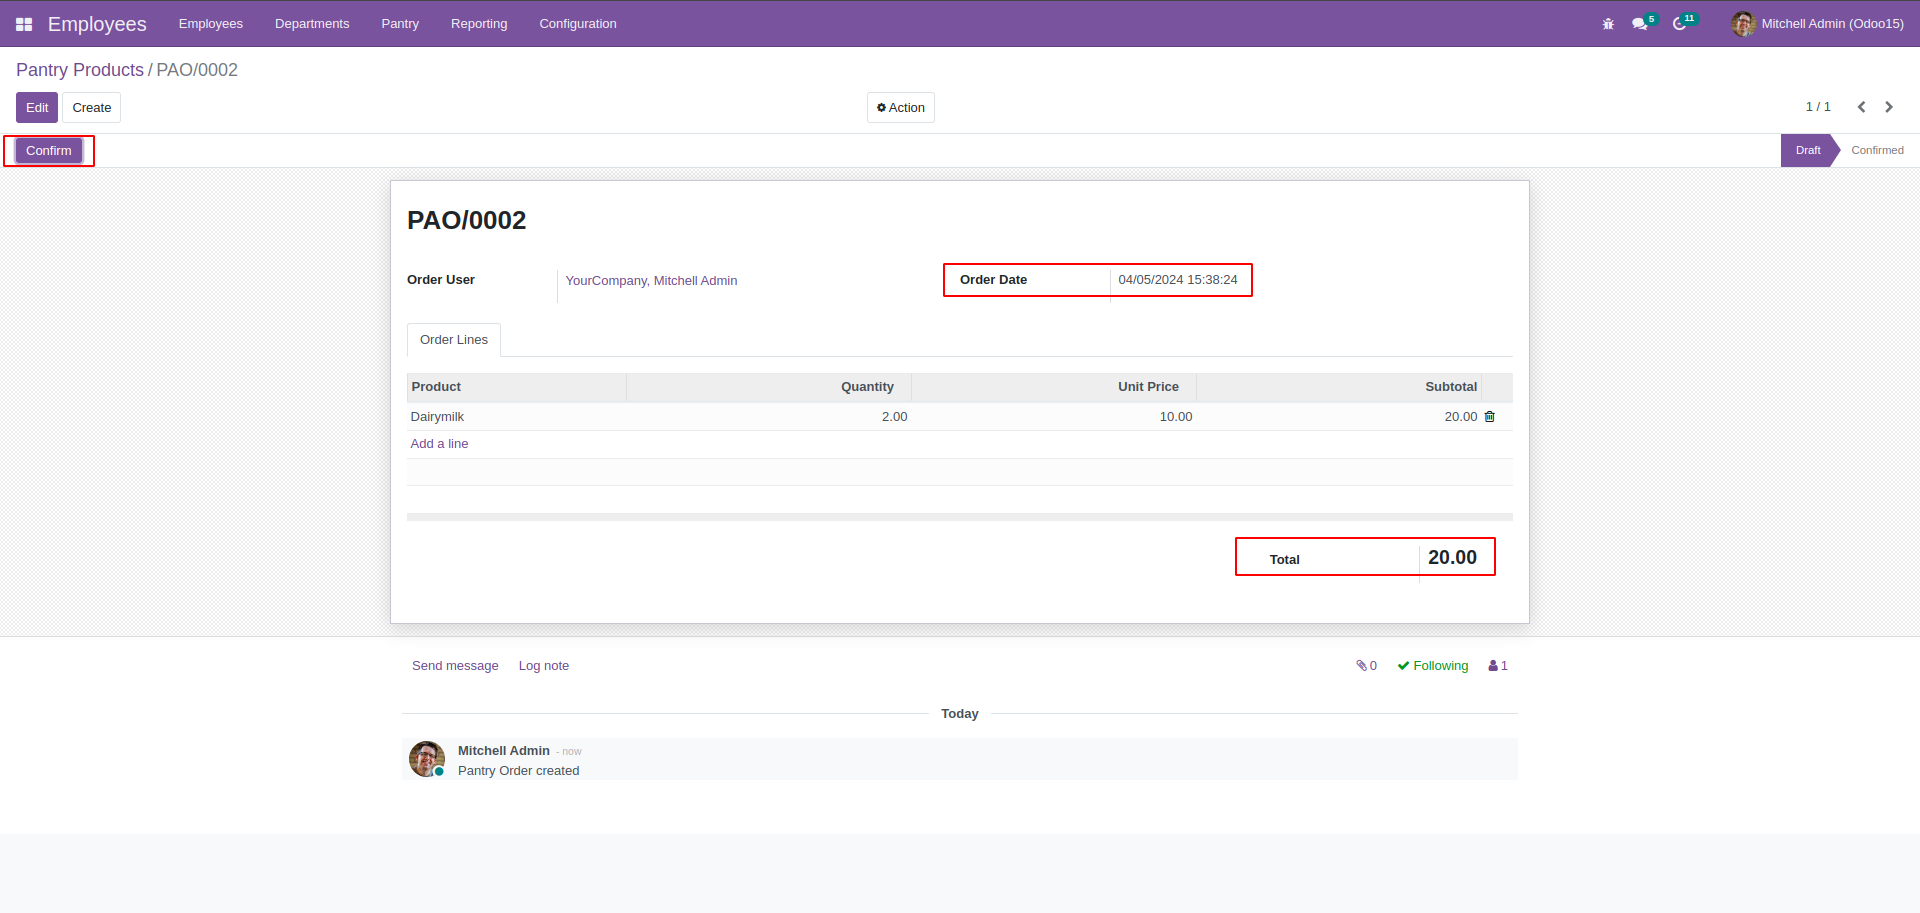 Employees Employees Departments Pantry Reporting Configuration 5 11 Mitchell Admin (Odoo15)
Pantry Products / PAO/0002
Edit Create Action 1 / 1
Confirm Draft Confirmed
PAO/0002
Order User YourCompany, Mitchell Admin Order Date 04/05/2024 15:38:24
Order Lines
Product Quantity Unit Price Subtotal
Dairymilk 2.00 10.00 20.00
Add a line
Total 20.00
Send message Log note 0 Following 1
Today
Mitchell Admin - now
Pantry Order created